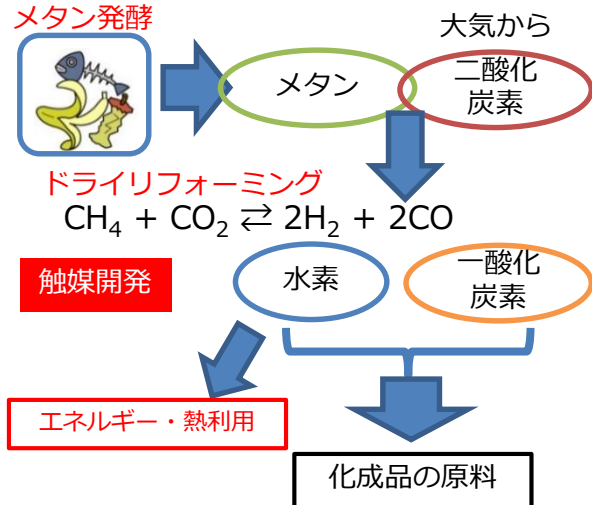 メタン発酵
大気から
メタン
二酸化
炭素
ドライリフォーミング
CH₄ + CO₂ ⇄ 2H₂ + 2CO
触媒開発
水素
一酸化
炭素
エネルギー・熱利用
化成品の原料